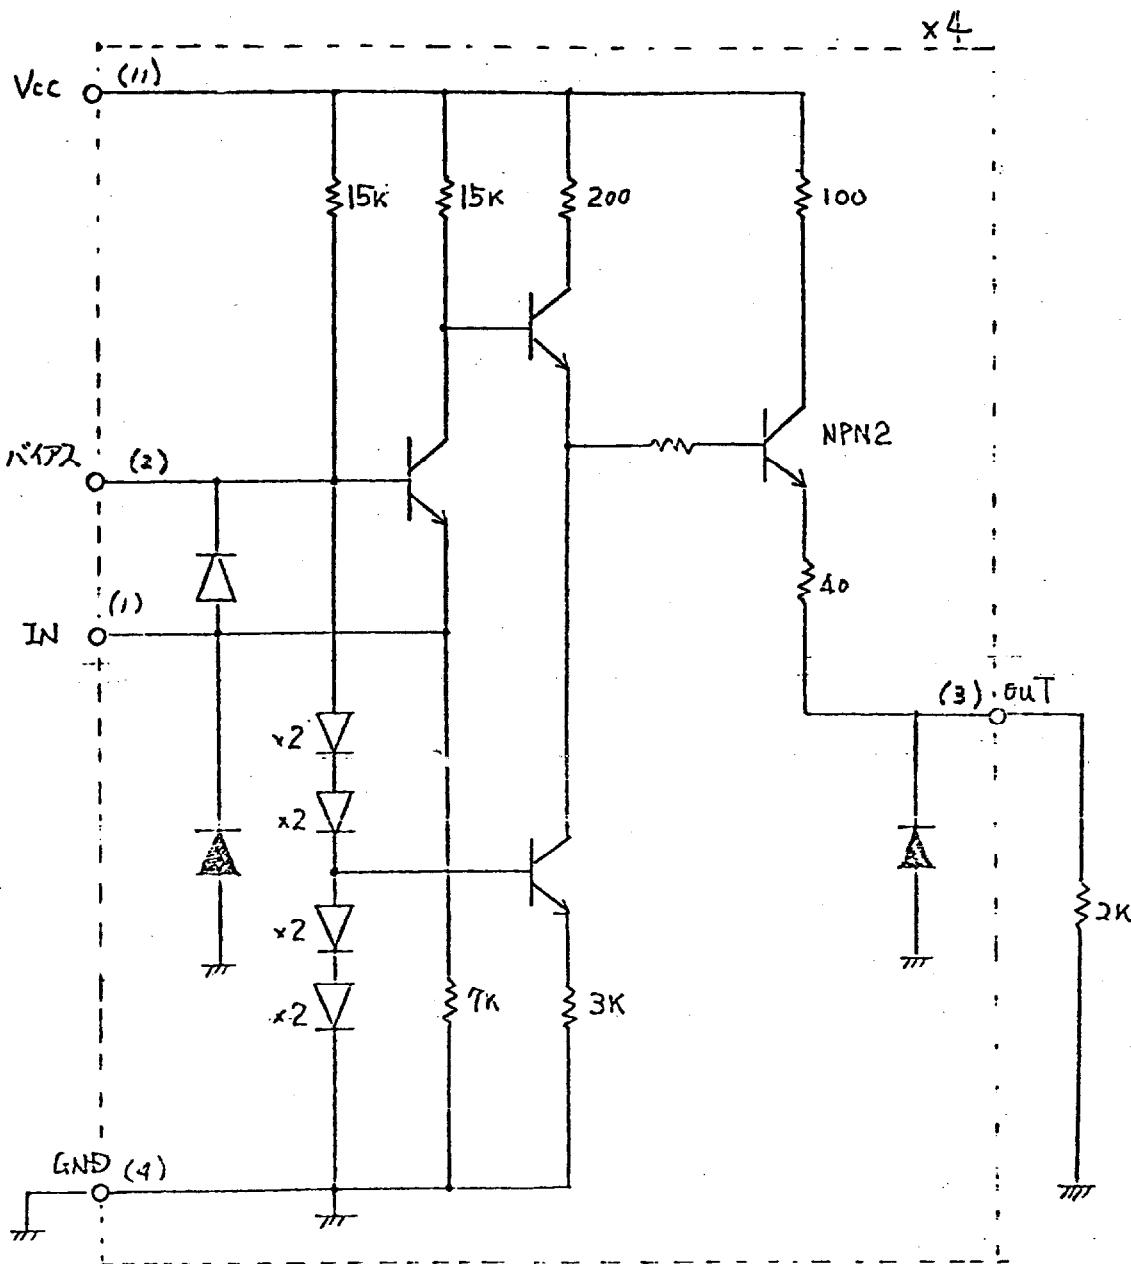 x4
Vcc (11)
15K
15K
200
100
バイアス (2)
NPN2
IN (1)
40
(3) OUT
x2
x2
x2
x2
7K
3K
2K
GND (4)